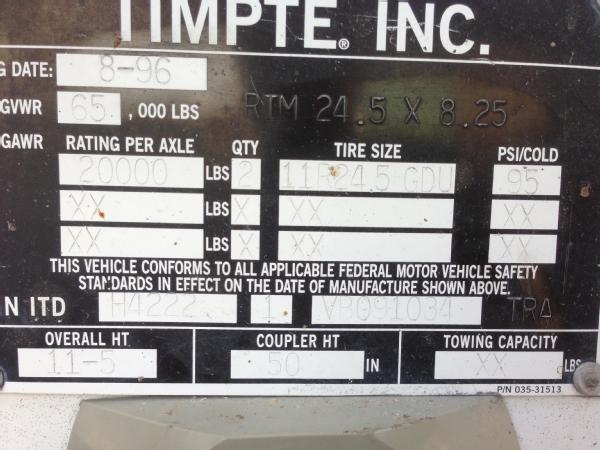 TIMPTE® INC.
G DATE: 8-96
GVWR 65 ,000 LBS RIM 24.5 X 8.25
GAWR RATING PER AXLE QTY TIRE SIZE PSI/COLD
20000 LBS 2 11R24.5 GDU 95
XX LBS X XX XX
XX LBS X XX XX
THIS VEHICLE CONFORMS TO ALL APPLICABLE FEDERAL MOTOR VEHICLE SAFETY
STANDARDS IN EFFECT ON THE DATE OF MANUFACTURE SHOWN ABOVE.
N 1TD H4222 1 VB091034 TRA
OVERALL HT COUPLER HT TOWING CAPACITY
11-5 50 IN XX LBS
P/N 035-31513